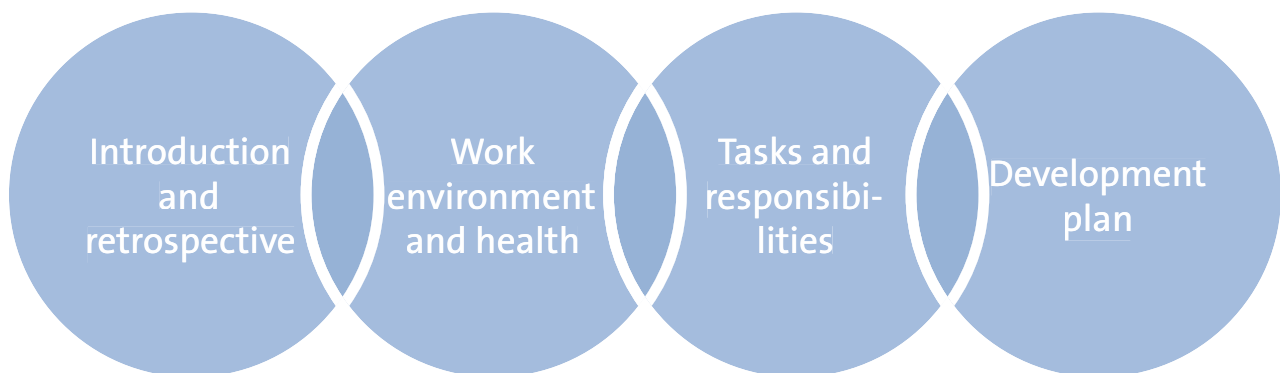 Introduction
and
retrospective
Work
environment
and health
Tasks and
responsibi-
lities
Development
plan